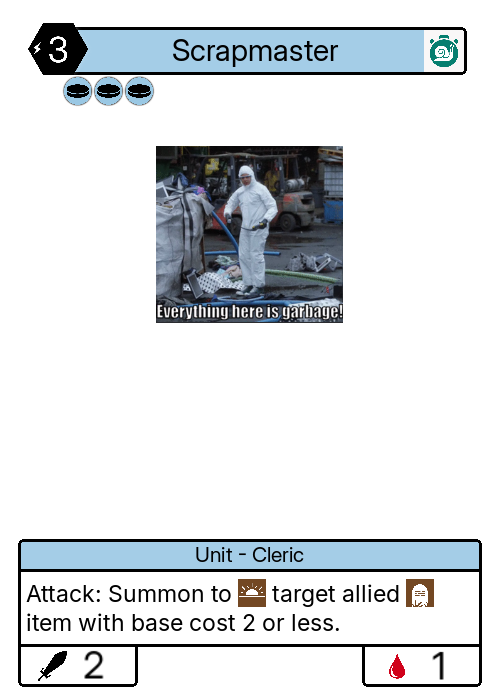 3
Scrapmaster
Everything here is garbage!
Unit - Cleric
Attack: Summon to target allied
item with base cost 2 or less.
2
1